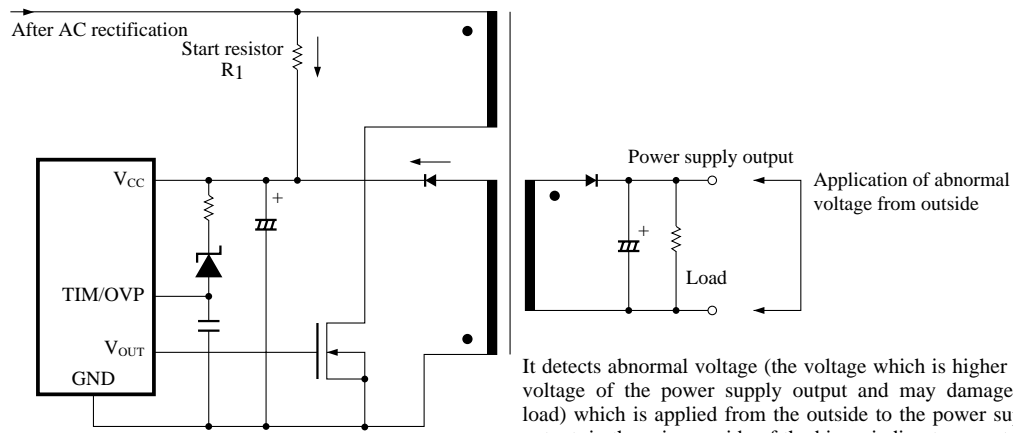 After AC rectification
Start resistor
R1
VCC
TIM/OVP
VOUT
GND
+
Power supply output
+
Load
Application of abnormal
voltage from outside
It detects abnormal voltage (the voltage which is higher
voltage of the power supply output and may damage
load) which is applied from the outside to the power su